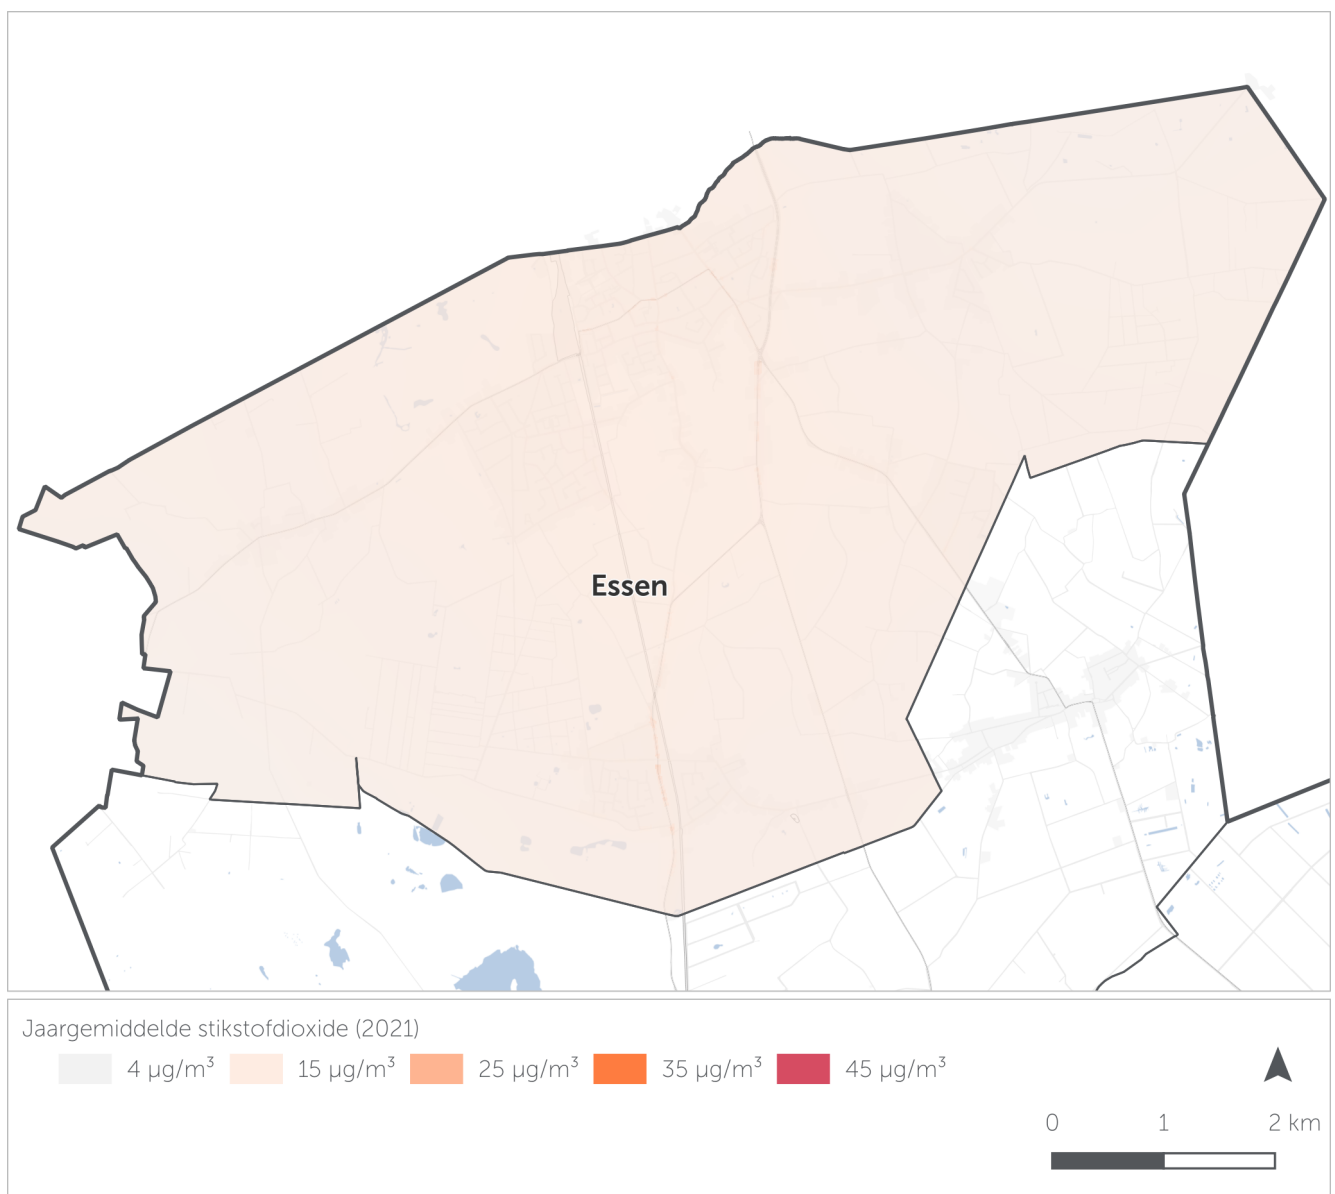 Essen
Jaargemiddelde stikstofdioxide (2021)
4 µg/m³ 15 µg/m³ 25 µg/m³ 35 µg/m³ 45 µg/m³
0 1 2 km